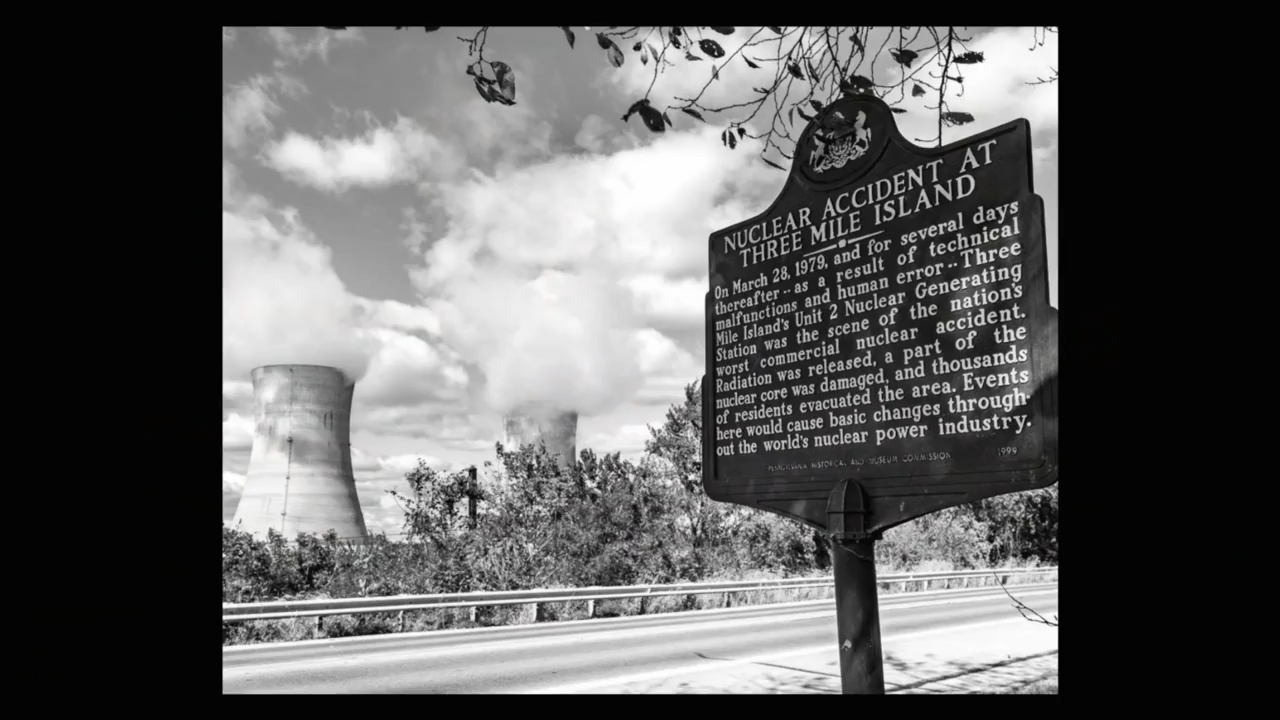 NUCLEAR ACCIDENT AT
THREE MILE ISLAND
On March 28, 1979, and for several days
thereafter -- as a result of technical
malfunctions and human error -- Three
Mile Island's Unit 2 Nuclear Generating
Station was the scene of the nation's
worst commercial nuclear accident.
Radiation was released, a part of the
nuclear core was damaged, and thousands
of residents evacuated the area. Events
here would cause basic changes through-
out the world's nuclear power industry.
PENNSYLVANIA HISTORICAL AND MUSEUM COMMISSION 1999